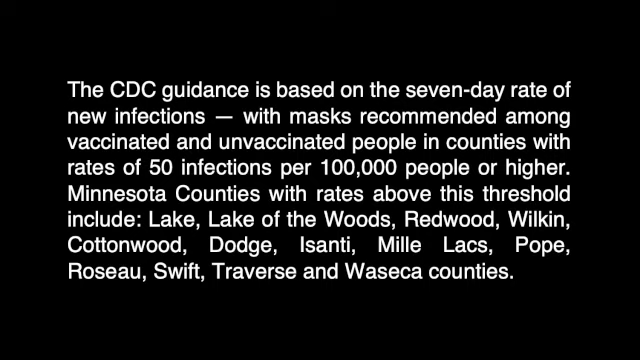 The CDC guidance is based on the seven-day rate of
new infections — with masks recommended among
vaccinated and unvaccinated people in counties with
rates of 50 infections per 100,000 people or higher.
Minnesota Counties with rates above this threshold
include: Lake, Lake of the Woods, Redwood, Wilkin,
Cottonwood, Dodge, Isanti, Mille Lacs, Pope,
Roseau, Swift, Traverse and Waseca counties.